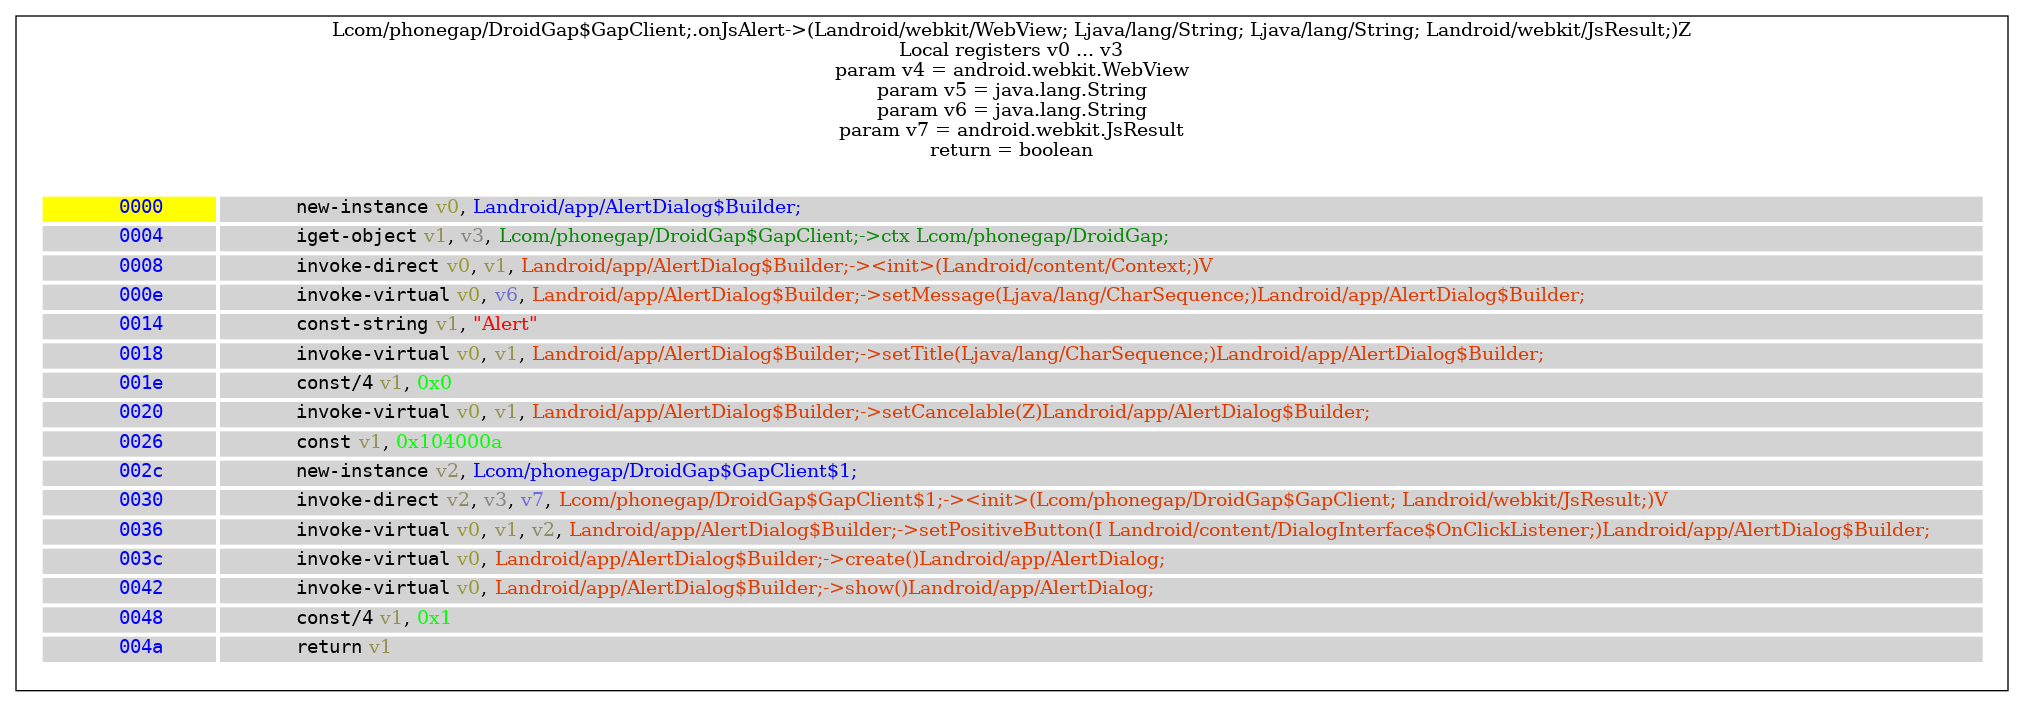 Lcom/phonegap/DroidGap$GapClient;.onJsAlert->(Landroid/webkit/WebView; Ljava/lang/String; Ljava/lang/String; Landroid/webkit/JsResult;)Z
Local registers v0 ... v3
param v4 = android.webkit.WebView
param v5 = java.lang.String
param v6 = java.lang.String
param v7 = android.webkit.JsResult
return = boolean
0000 new-instance v0, Landroid/app/AlertDialog$Builder;
0004 iget-object v1, v3, Lcom/phonegap/DroidGap$GapClient;->ctx Lcom/phonegap/DroidGap;
0008 invoke-direct v0, v1, Landroid/app/AlertDialog$Builder;-><init>(Landroid/content/Context;)V
000e invoke-virtual v0, v6, Landroid/app/AlertDialog$Builder;->setMessage(Ljava/lang/CharSequence;)Landroid/app/AlertDialog$Builder;
0014 const-string v1, "Alert"
0018 invoke-virtual v0, v1, Landroid/app/AlertDialog$Builder;->setTitle(Ljava/lang/CharSequence;)Landroid/app/AlertDialog$Builder;
001e const/4 v1, 0x0
0020 invoke-virtual v0, v1, Landroid/app/AlertDialog$Builder;->setCancelable(Z)Landroid/app/AlertDialog$Builder;
0026 const v1, 0x104000a
002c new-instance v2, Lcom/phonegap/DroidGap$GapClient$1;
0030 invoke-direct v2, v3, v7, Lcom/phonegap/DroidGap$GapClient$1;-><init>(Lcom/phonegap/DroidGap$GapClient; Landroid/webkit/JsResult;)V
0036 invoke-virtual v0, v1, v2, Landroid/app/AlertDialog$Builder;->setPositiveButton(I Landroid/content/DialogInterface$OnClickListener;)Landroid/app/AlertDialog$Builder;
003c invoke-virtual v0, Landroid/app/AlertDialog$Builder;->create()Landroid/app/AlertDialog;
0042 invoke-virtual v0, Landroid/app/AlertDialog$Builder;->show()Landroid/app/AlertDialog;
0048 const/4 v1, 0x1
004a return v1